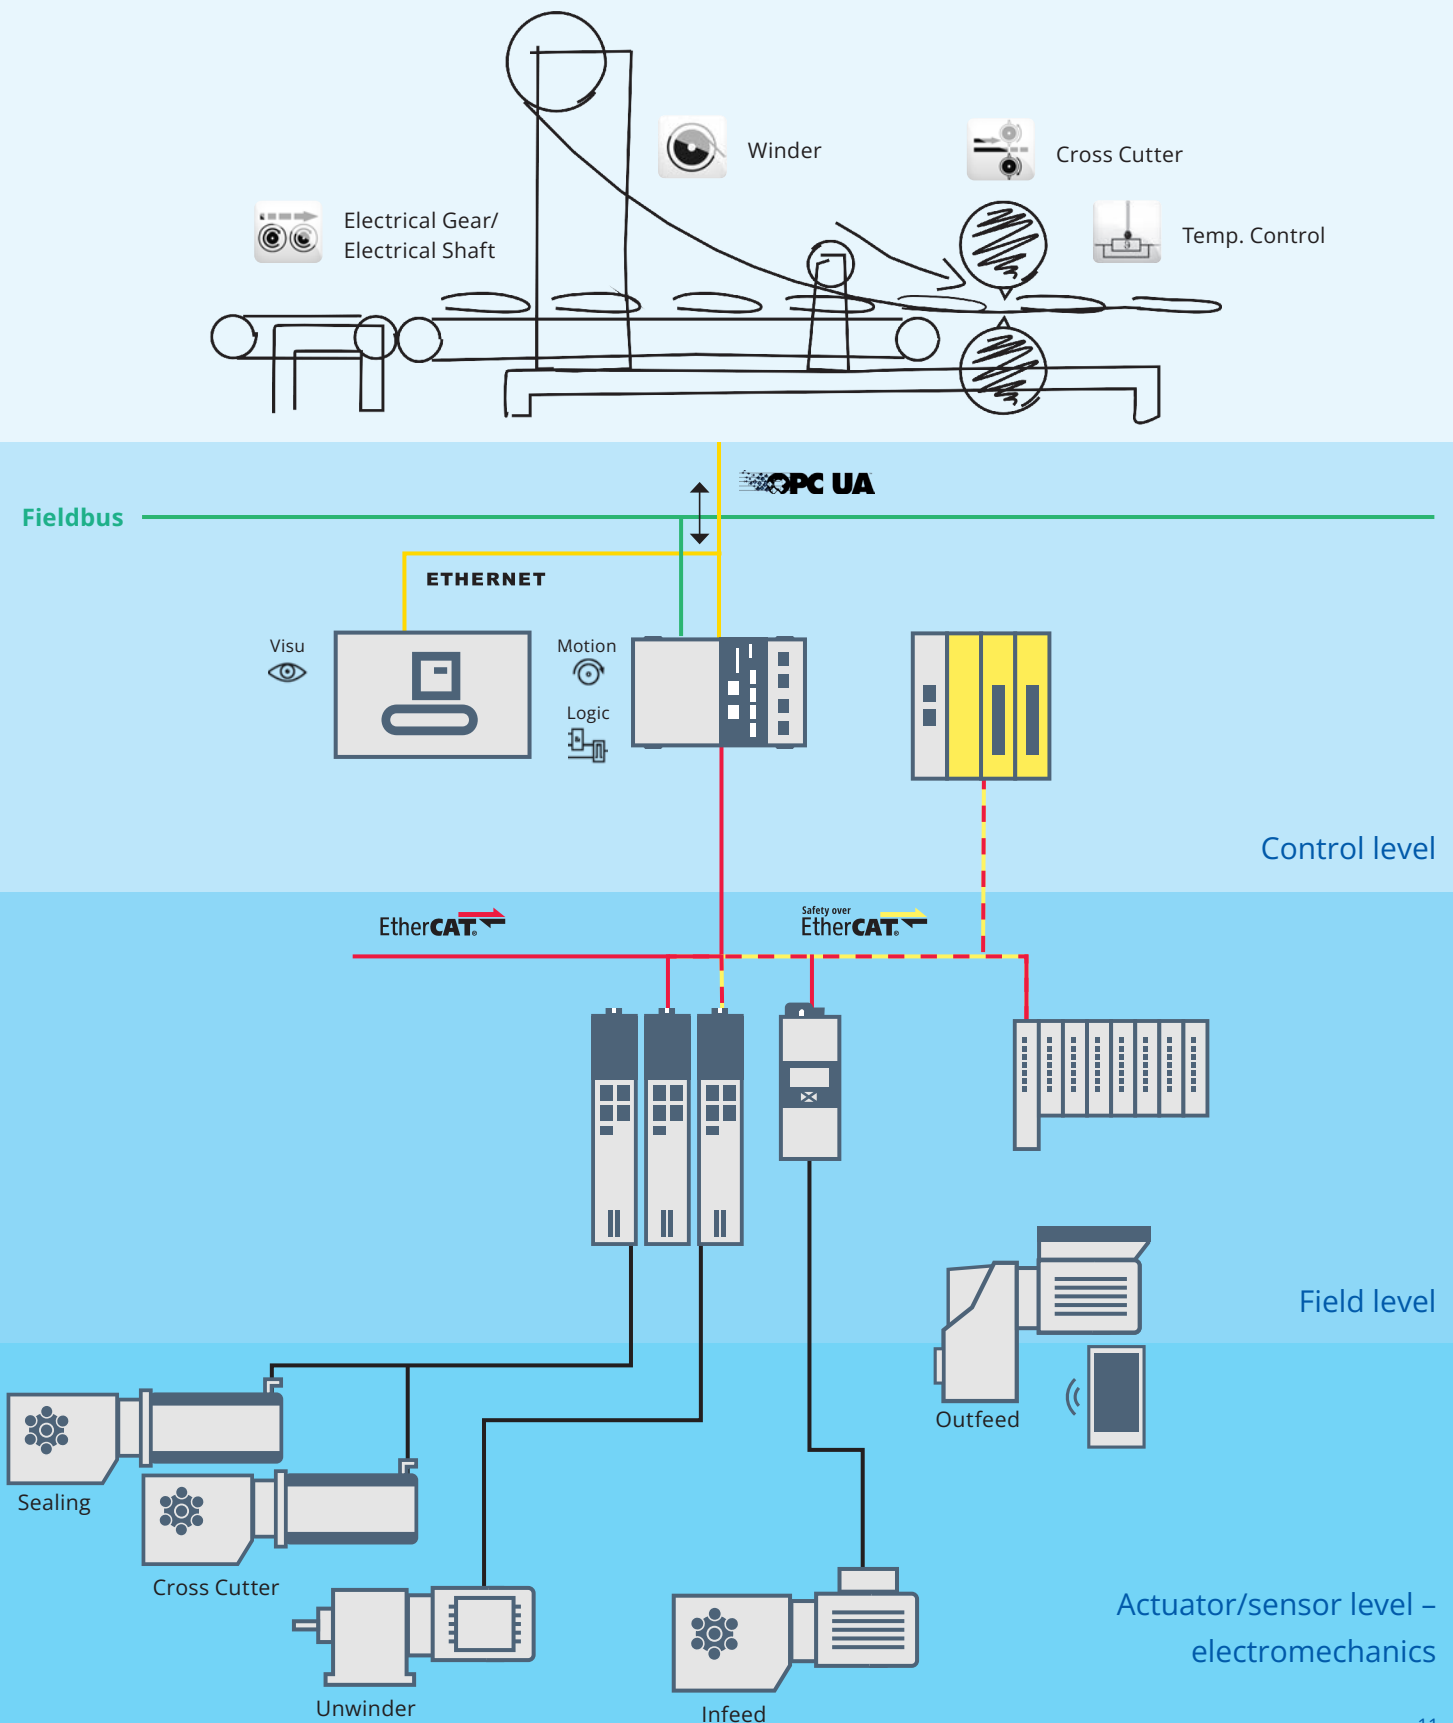 Winder
Cross Cutter
Electrical Gear/
Electrical Shaft
Temp. Control
OPC UA
Fieldbus
ETHERNET
Visu
Motion
Logic
Control level
EtherCAT®
Safety over
EtherCAT®
Field level
Outfeed
Sealing
Cross Cutter
Actuator/sensor level –
electromechanics
Unwinder
Infeed
11